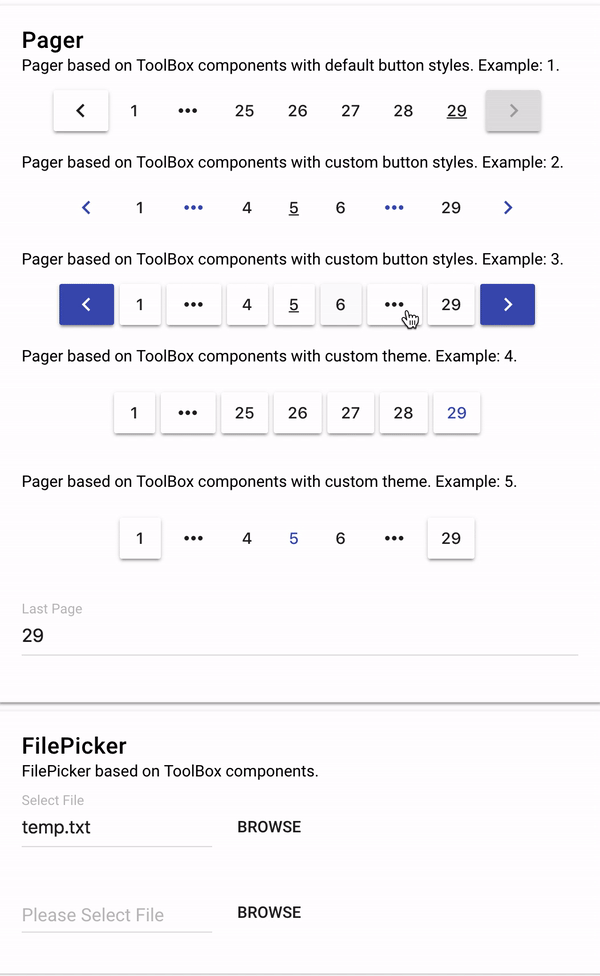 Pager
Pager based on ToolBox components with default button styles. Example: 1.
1 ••• 25 26 27 28 29
Pager based on ToolBox components with custom button styles. Example: 2.
1 ••• 4 5 6 ••• 29
Pager based on ToolBox components with custom button styles. Example: 3.
1 ••• 4 5 6 ••• 29
Pager based on ToolBox components with custom theme. Example: 4.
1 ••• 25 26 27 28 29
Pager based on ToolBox components with custom theme. Example: 5.
1 ••• 4 5 6 ••• 29
Last Page
29
FilePicker
FilePicker based on ToolBox components.
Select File
temp.txt BROWSE
Please Select File BROWSE